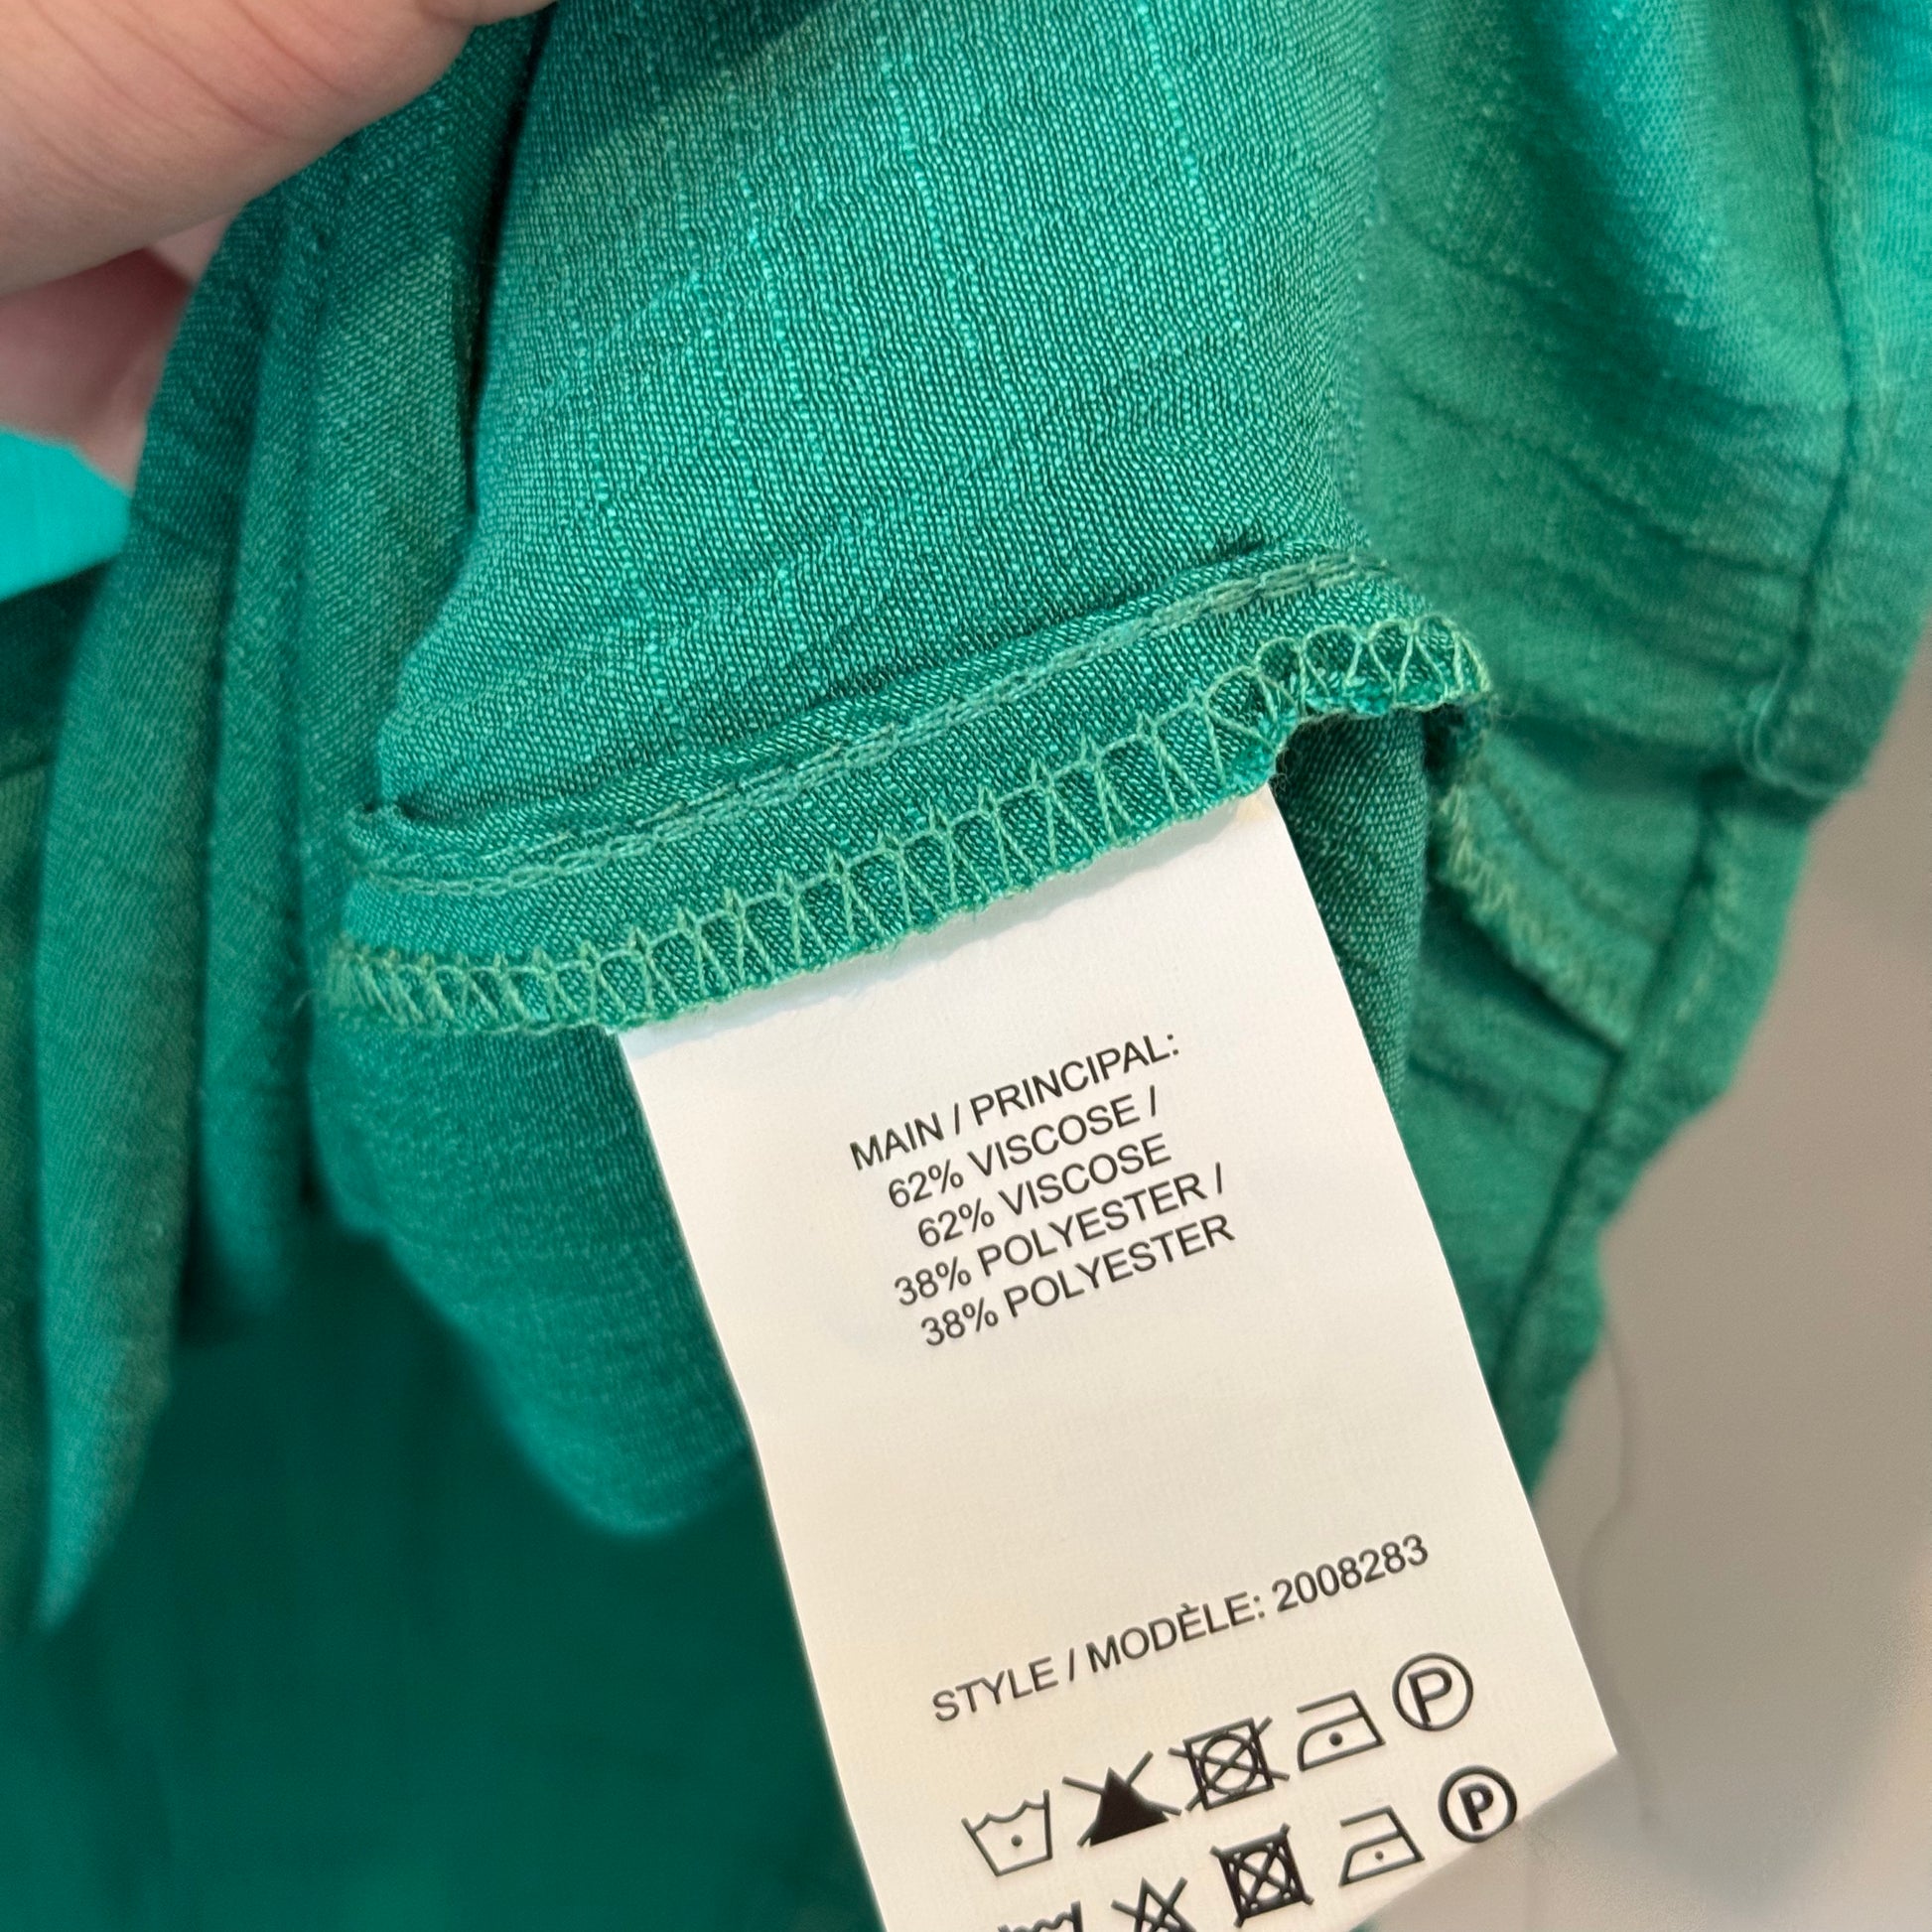 MAIN / PRINCIPAL:
62% VISCOSE /
62% VISCOSE
38% POLYESTER /
38% POLYESTER
STYLE / MODÈLE: 2008283
P
P